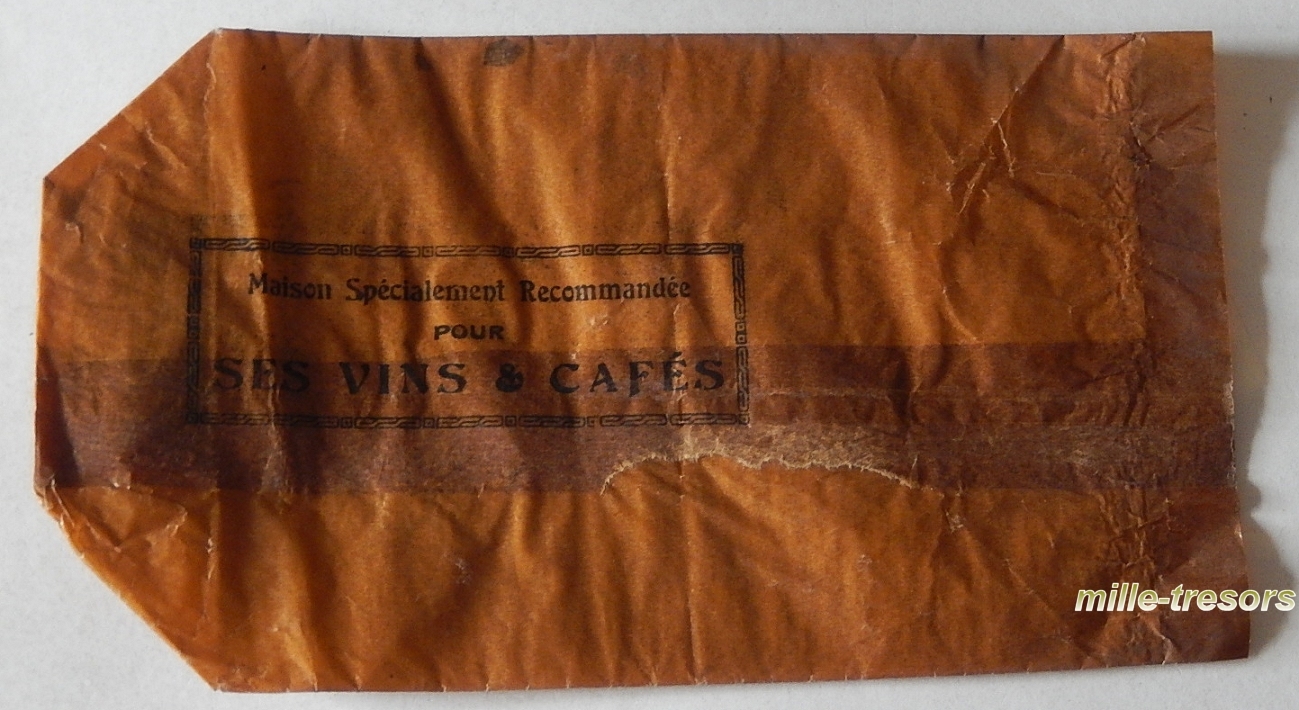 Maison Spécialement Recommandée
POUR
SES VINS & CAFÉS
mille-tresors